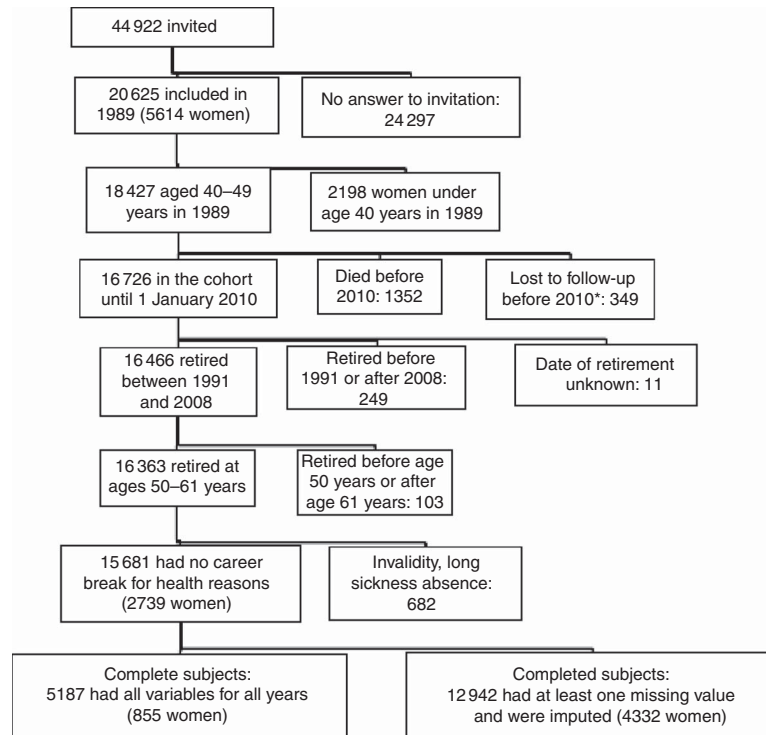 44 922 invited
20 625 included in
1989 (5614 women)
No answer to invitation:
24 297
18 427 aged 40–49
years in 1989
2198 women under
age 40 years in 1989
16 726 in the cohort
until 1 January 2010
Died before
2010: 1352
Lost to follow-up
before 2010*: 349
16 466 retired
between 1991
and 2008
Retired before
1991 or after 2008:
249
Date of retirement
unknown: 11
16 363 retired at
ages 50–61 years
Retired before age
50 years or after
age 61 years: 103
15 681 had no career
break for health reasons
(2739 women)
Invalidity, long
sickness absence:
682
Complete subjects:
5187 had all variables for all years
(855 women)
Completed subjects:
12 942 had at least one missing value
and were imputed (4332 women)